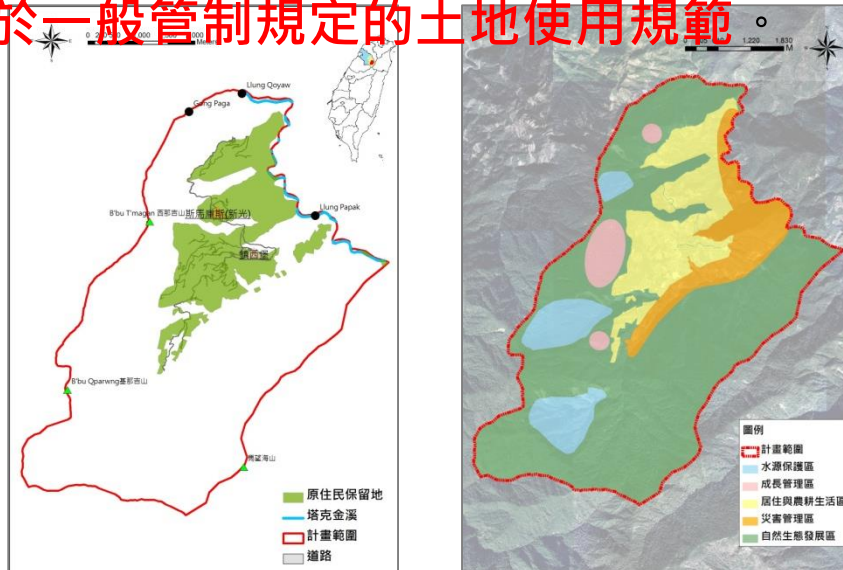 於一般管制規定的土地使用規範。
Llung Qoyaw
Gong Paga
B'bu T'magan 西那吉山
斯馬庫斯(新光)
Llung Papak
鎮西堡
B'bu Qparwng基那吉山
馬望海山
原住民保留地
塔克金溪
計畫範圍
道路
1,220 1,830
M
圖例
計畫範圍
水源保護區
成長管理區
居住與農耕生活區
災害管理區
自然生態發展區